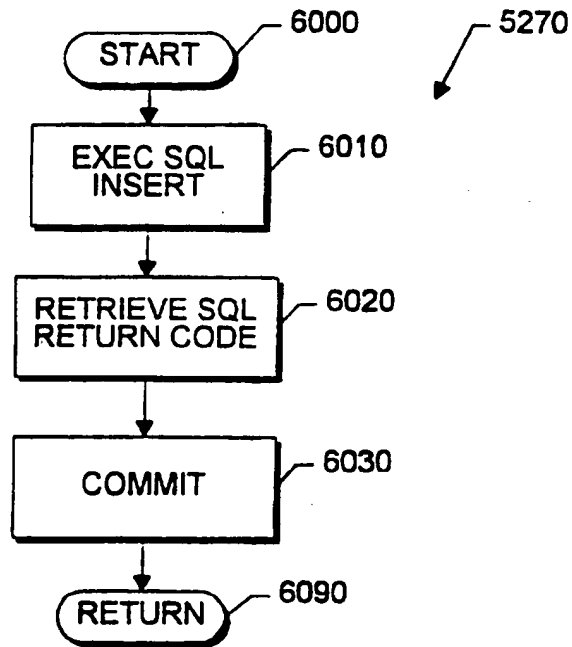 START
6000
5270
EXEC SQL
INSERT
6010
RETRIEVE SQL
RETURN CODE
6020
COMMIT
6030
RETURN
6090